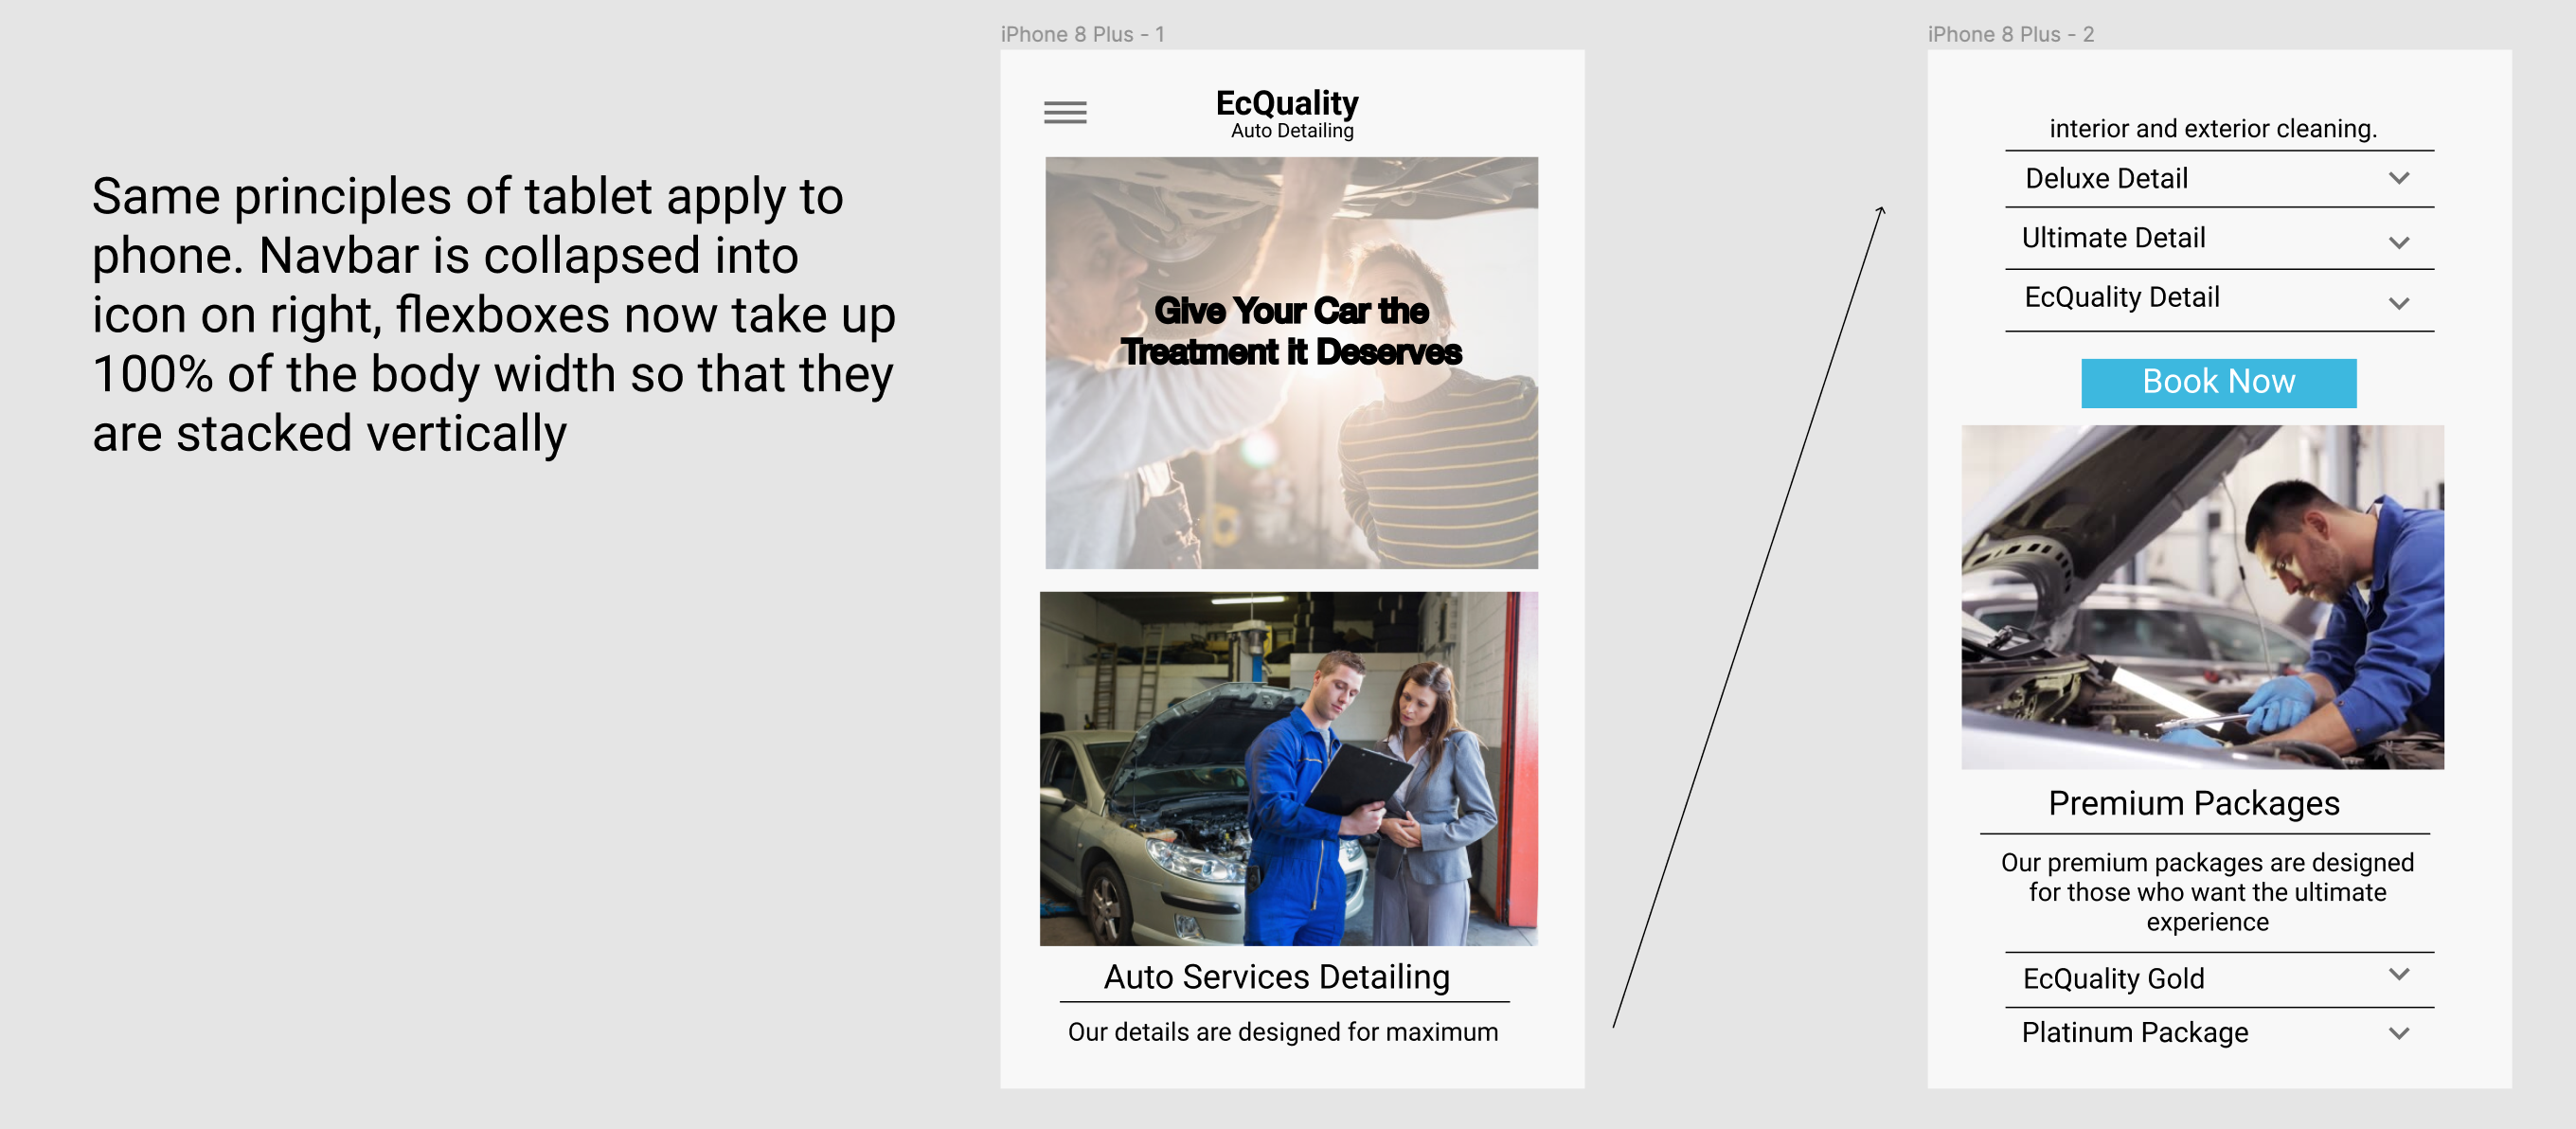 Same principles of tablet apply to
phone. Navbar is collapsed into
icon on right, flexboxes now take up
100% of the body width so that they
are stacked vertically
iPhone 8 Plus - 1
EcQuality
Auto Detailing
Give Your Car the
Treatment it Deserves
Auto Services Detailing
Our details are designed for maximum
iPhone 8 Plus - 2
interior and exterior cleaning.
Deluxe Detail
Ultimate Detail
EcQuality Detail
Book Now
Premium Packages
Our premium packages are designed
for those who want the ultimate
experience
EcQuality Gold
Platinum Package